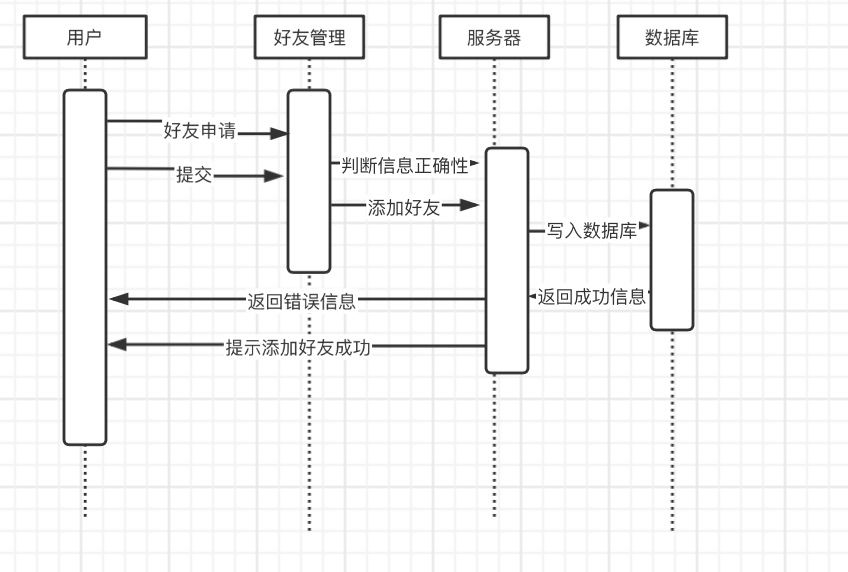 用户
好友管理
服务器
数据库
好友申请
判断信息正确性
提交
添加好友
写入数据库
返回成功信息
返回错误信息
提示添加好友成功